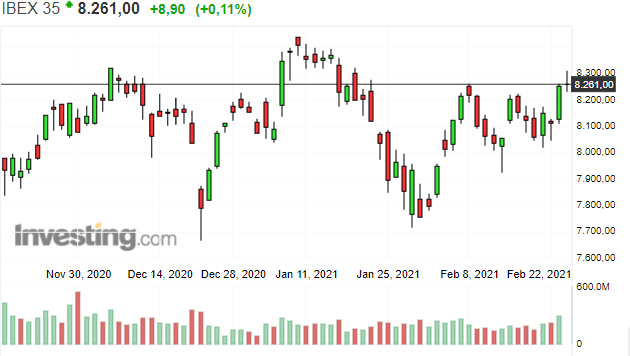 IBEX 35 8.261,00 +8,90 (+0,11%)
8.300,00
8.261,00
8.200,00
8.100,00
8.000,00
7.900,00
7.800,00
7.700,00
7.600,00
Investing.com
Nov 30, 2020 Dec 14, 2020 Dec 28, 2020 Jan 11, 2021 Jan 25, 2021 Feb 8, 2021 Feb 22, 2021
600.0M
0